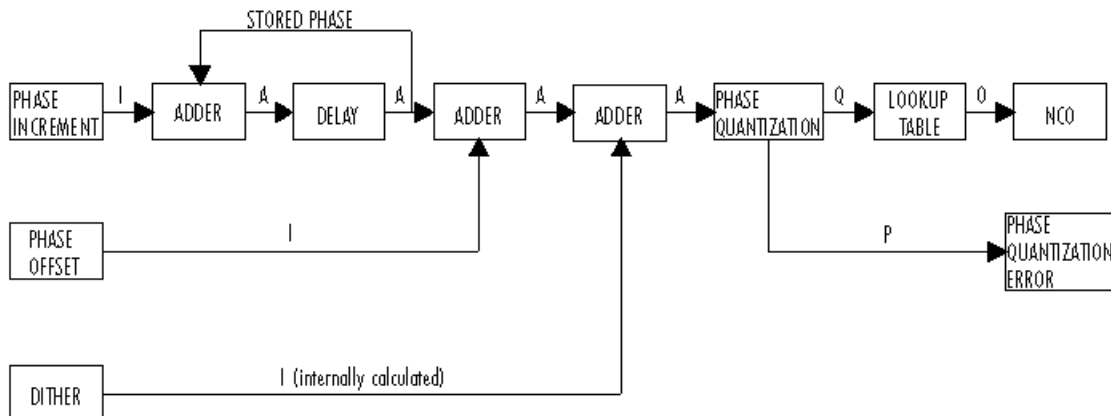 STORED PHASE
PHASE
INCREMENT
I
ADDER
A
DELAY
A
ADDER
A
ADDER
A
PHASE
QUANTIZATION
Q
LOOKUP
TABLE
O
NCO
PHASE
OFFSET
I
P
PHASE
QUANTIZATION
ERROR
DITHER
I (internally calculated)